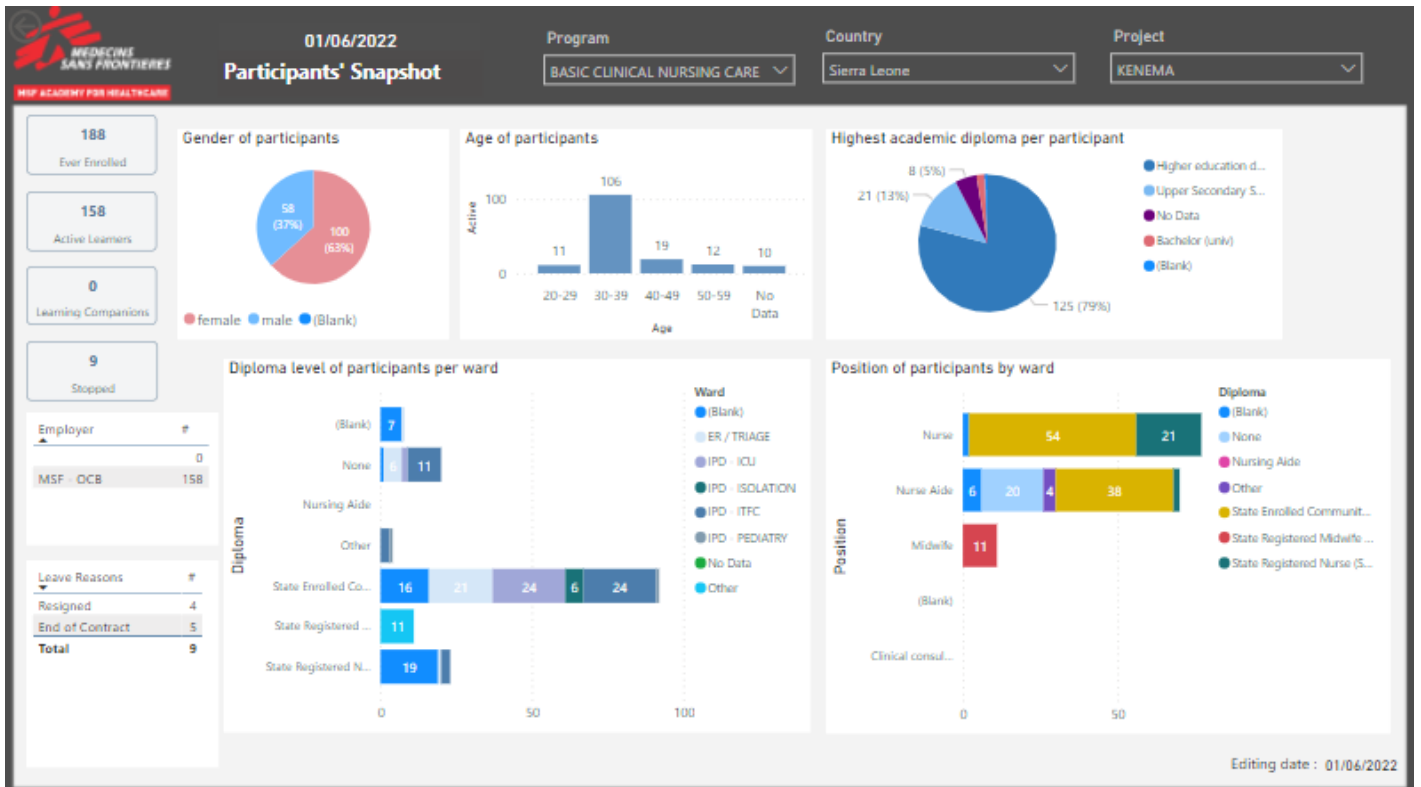 MEDECINS
SANS FRONTIERES
MSF ACADEMY FOR HEALTHCARE
01/06/2022
Participants' Snapshot
Program
BASIC CLINICAL NURSING CARE
Country
Sierra Leone
Project
KENEMA
188
Ever Enrolled
158
Active Learners
0
Learning Companions
9
Stopped
Employer #
0
MSF - OCB 158
Leave Reasons #
Resigned 4
End of Contract 5
Total 9
Gender of participants
58
(37%)
100
(63%)
female male (Blank)
Age of participants
Active
100
0
11
106
19
12
10
20-29 30-39 40-49 50-59 No
Data
Age
Highest academic diploma per participant
8 (5%)
21 (13%)
125 (79%)
Higher education d...
Upper Secondary S...
No Data
Bachelor (univ)
(Blank)
Diploma level of participants per ward
Diploma
(Blank) 7
None 6 11
Nursing Aide
Other
State Enrolled Co... 16 21 24 6 24
State Registered ... 11
State Registered N... 19
0 50 100
Ward
(Blank)
ER / TRIAGE
IPD - ICU
IPD - ISOLATION
IPD - ITFC
IPD - PEDIATRY
No Data
Other
Position of participants by ward
Position
Nurse 54 21
Nurse Aide 6 20 4 38
Midwife 11
(Blank)
Clinical consul...
0 50
Diploma
(Blank)
None
Nursing Aide
Other
State Enrolled Communit...
State Registered Midwife ...
State Registered Nurse (S...
Editing date : 01/06/2022